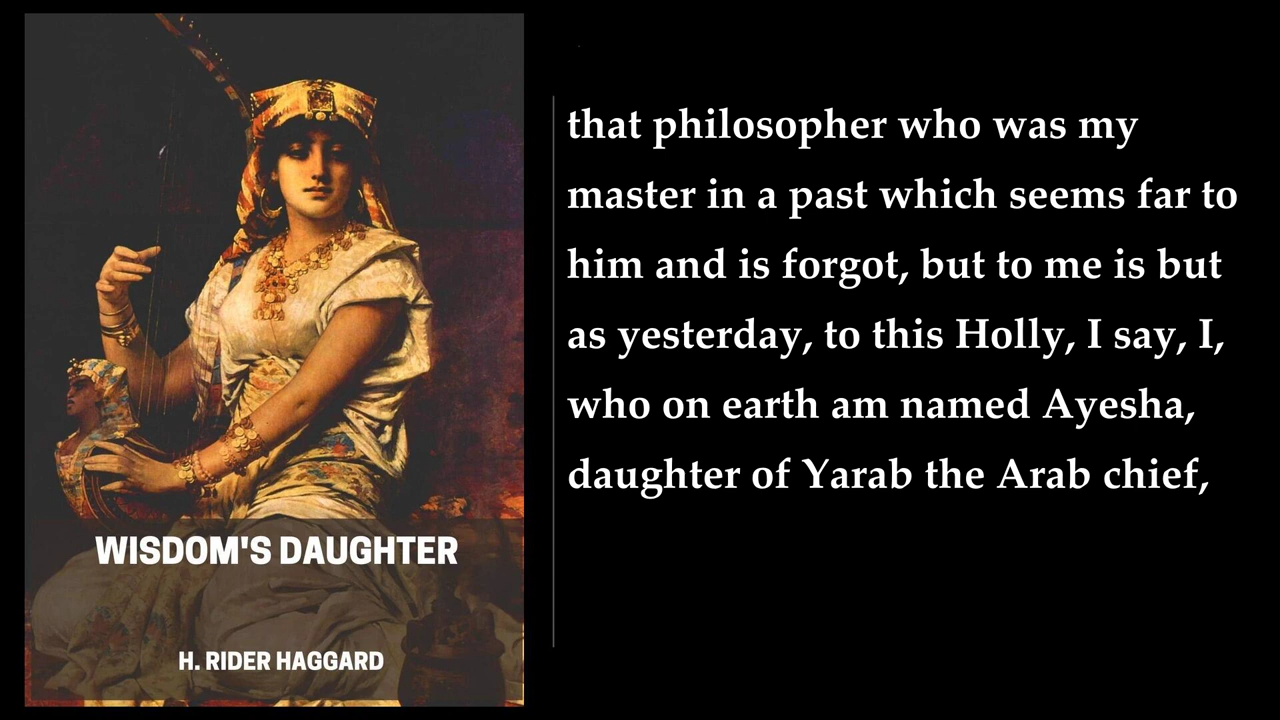 WISDOM'S DAUGHTER
H. RIDER HAGGARD
that philosopher who was my
master in a past which seems far to
him and is forgot, but to me is but
as yesterday, to this Holly, I say, I,
who on earth am named Ayesha,
daughter of Yarab the Arab chief,